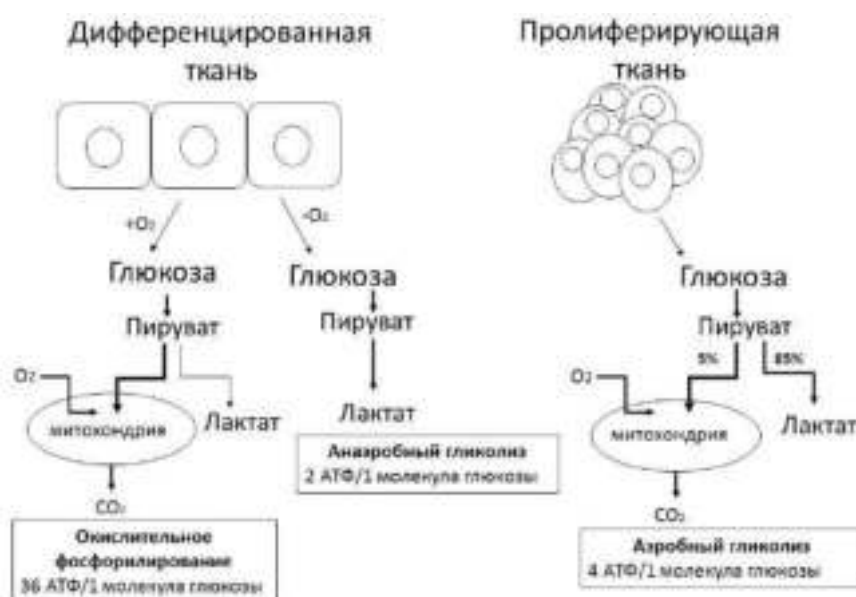 Дифференцированная
ткань
Пролиферирующая
ткань
+O₂
-O₂
Глюкоза
Глюкоза
Глюкоза
Пируват
Пируват
Пируват
5%
85%
O₂
O₂
митохондрия
Лактат
Лактат
митохондрия
Лактат
Анаэробный гликолиз
2 АТФ/1 молекула глюкозы
CO₂
CO₂
Окислительное
фосфорилирование
36 АТФ/1 молекула глюкозы
Аэробный гликолиз
4 АТФ/1 молекула глюкозы